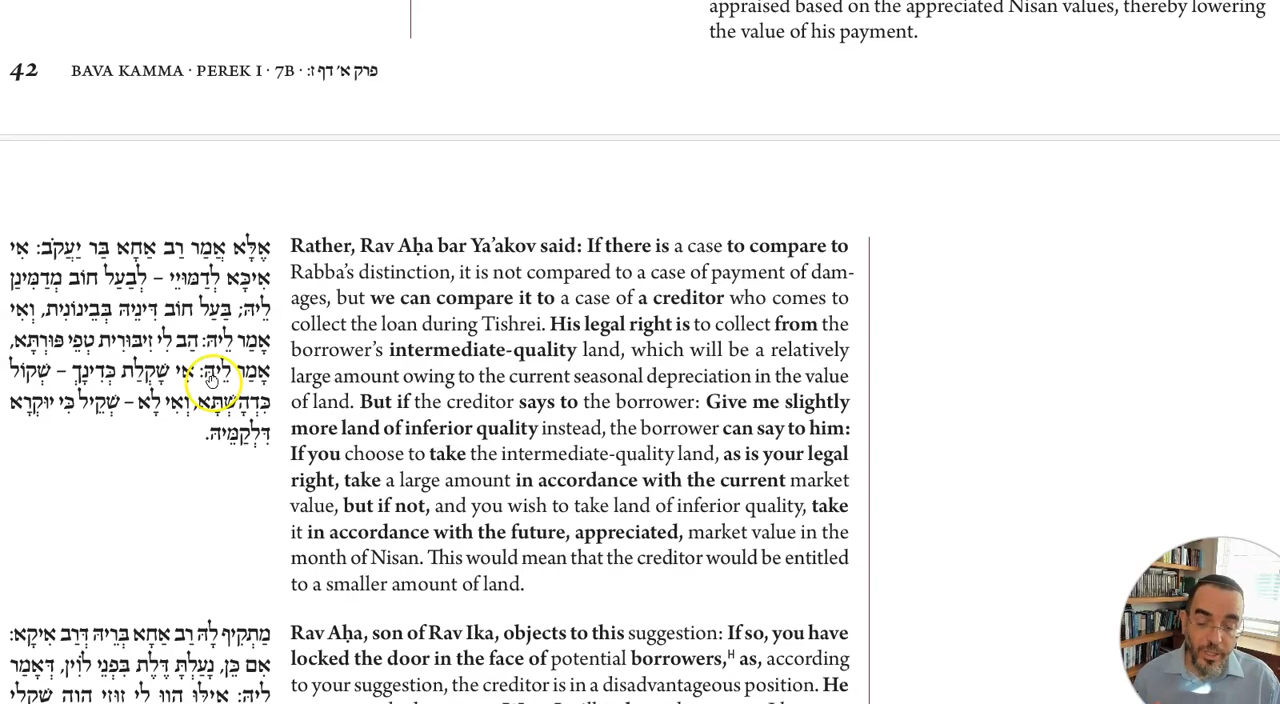 appraised based on the appreciated Nisan values, thereby lowering
the value of his payment.
42 BAVA KAMMA · PEREK I · 7B · פרק א׳ דף ז:
אֶלָּא אֲמַר רַב אַחָא בַּר יַעֲקֹב: אִי
אִיכָּא לְדַמּוּיֵי – לְבַעַל חוֹב מְדַמֵּינַן
לֵיהּ; בַּעַל חוֹב דִּינֵיהּ בְּבֵינוֹנִית, וְאִי
אָמַר לֵיהּ: הַב לִי זִיבּוּרִית טְפֵי פּוּרְתָּא,
אָמַר לֵיהּ: אִי שָׁקְלַת כְּדִינָךְ – שְׁקוֹל
כִּדְהָשְׁתָּא, וְאִי לָא – שְׁקֵיל כִּי יוּקְרָא
דִּלְקַמֵּיהּ.
Rather, Rav Aḥa bar Ya’akov said: If there is a case to compare to
Rabba’s distinction, it is not compared to a case of payment of dam-
ages, but we can compare it to a case of a creditor who comes to
collect the loan during Tishrei. His legal right is to collect from the
borrower’s intermediate-quality land, which will be a relatively
large amount owing to the current seasonal depreciation in the value
of land. But if the creditor says to the borrower: Give me slightly
more land of inferior quality instead, the borrower can say to him:
If you choose to take the intermediate-quality land, as is your legal
right, take a large amount in accordance with the current market
value, but if not, and you wish to take land of inferior quality, take
it in accordance with the future, appreciated, market value in the
month of Nisan. This would mean that the creditor would be entitled
to a smaller amount of land.
מַתְקֵיף לָהּ רַב אַחָא בְּרֵיהּ דְּרַב אִיקָא:
אִם כֵּן, נָעַלְתָּ דֶּלֶת בִּפְנֵי לוֹוִין, דְּאָמַר
לֵיהּ: אִילּוּ הֲווֹ לִי זוּזֵי הֲוָה שָׁקְלִי
Rav Aḥa, son of Rav Ika, objects to this suggestion: If so, you have
locked the door in the face of potential borrowers,ᴴ as, according
to your suggestion, the creditor is in a disadvantageous position. He